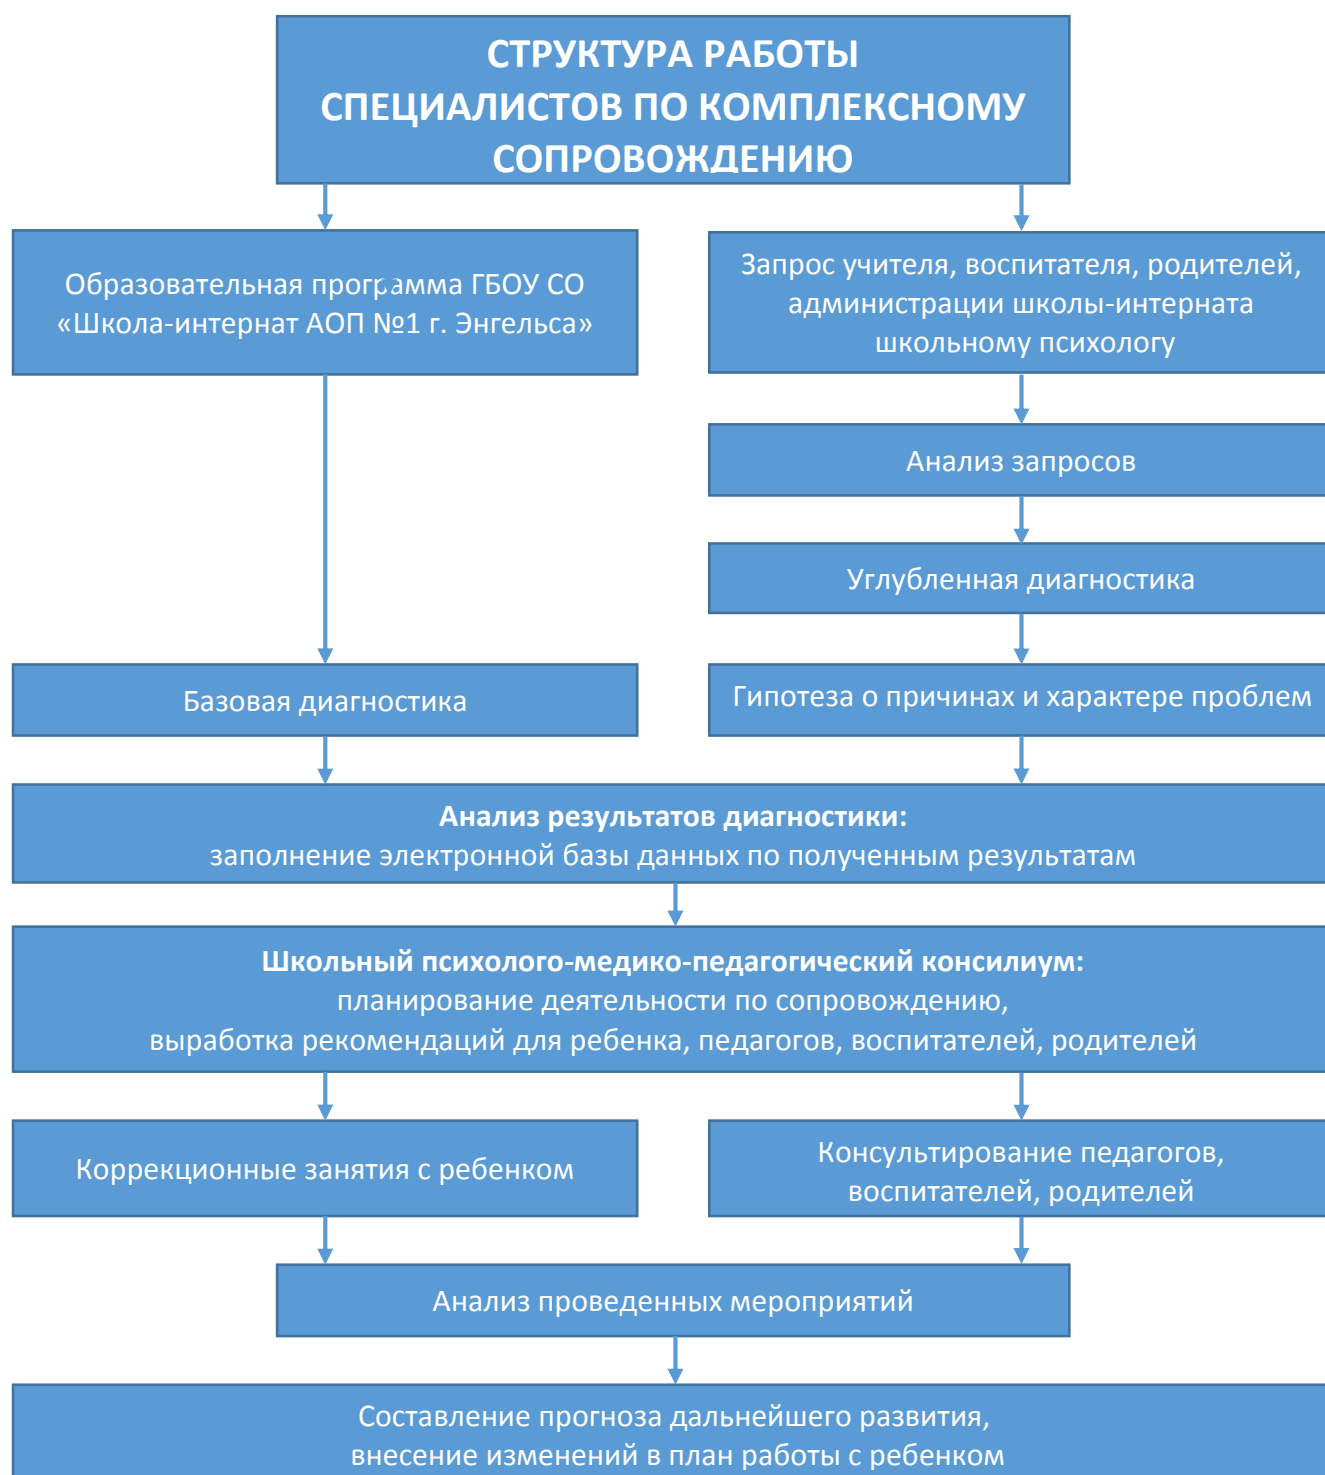 СТРУКТУРА РАБОТЫ
СПЕЦИАЛИСТОВ ПО КОМПЛЕКСНОМУ
СОПРОВОЖДЕНИЮ
Образовательная программа ГБОУ СО
«Школа-интернат АОП №1 г. Энгельса»
Запрос учителя, воспитателя, родителей,
администрации школы-интерната
школьному психологу
Анализ запросов
Углубленная диагностика
Базовая диагностика
Гипотеза о причинах и характере проблем
Анализ результатов диагностики:
заполнение электронной базы данных по полученным результатам
Школьный психолого-медико-педагогический консилиум:
планирование деятельности по сопровождению,
выработка рекомендаций для ребенка, педагогов, воспитателей, родителей
Коррекционные занятия с ребенком
Консультирование педагогов,
воспитателей, родителей
Анализ проведенных мероприятий
Составление прогноза дальнейшего развития,
внесение изменений в план работы с ребенком